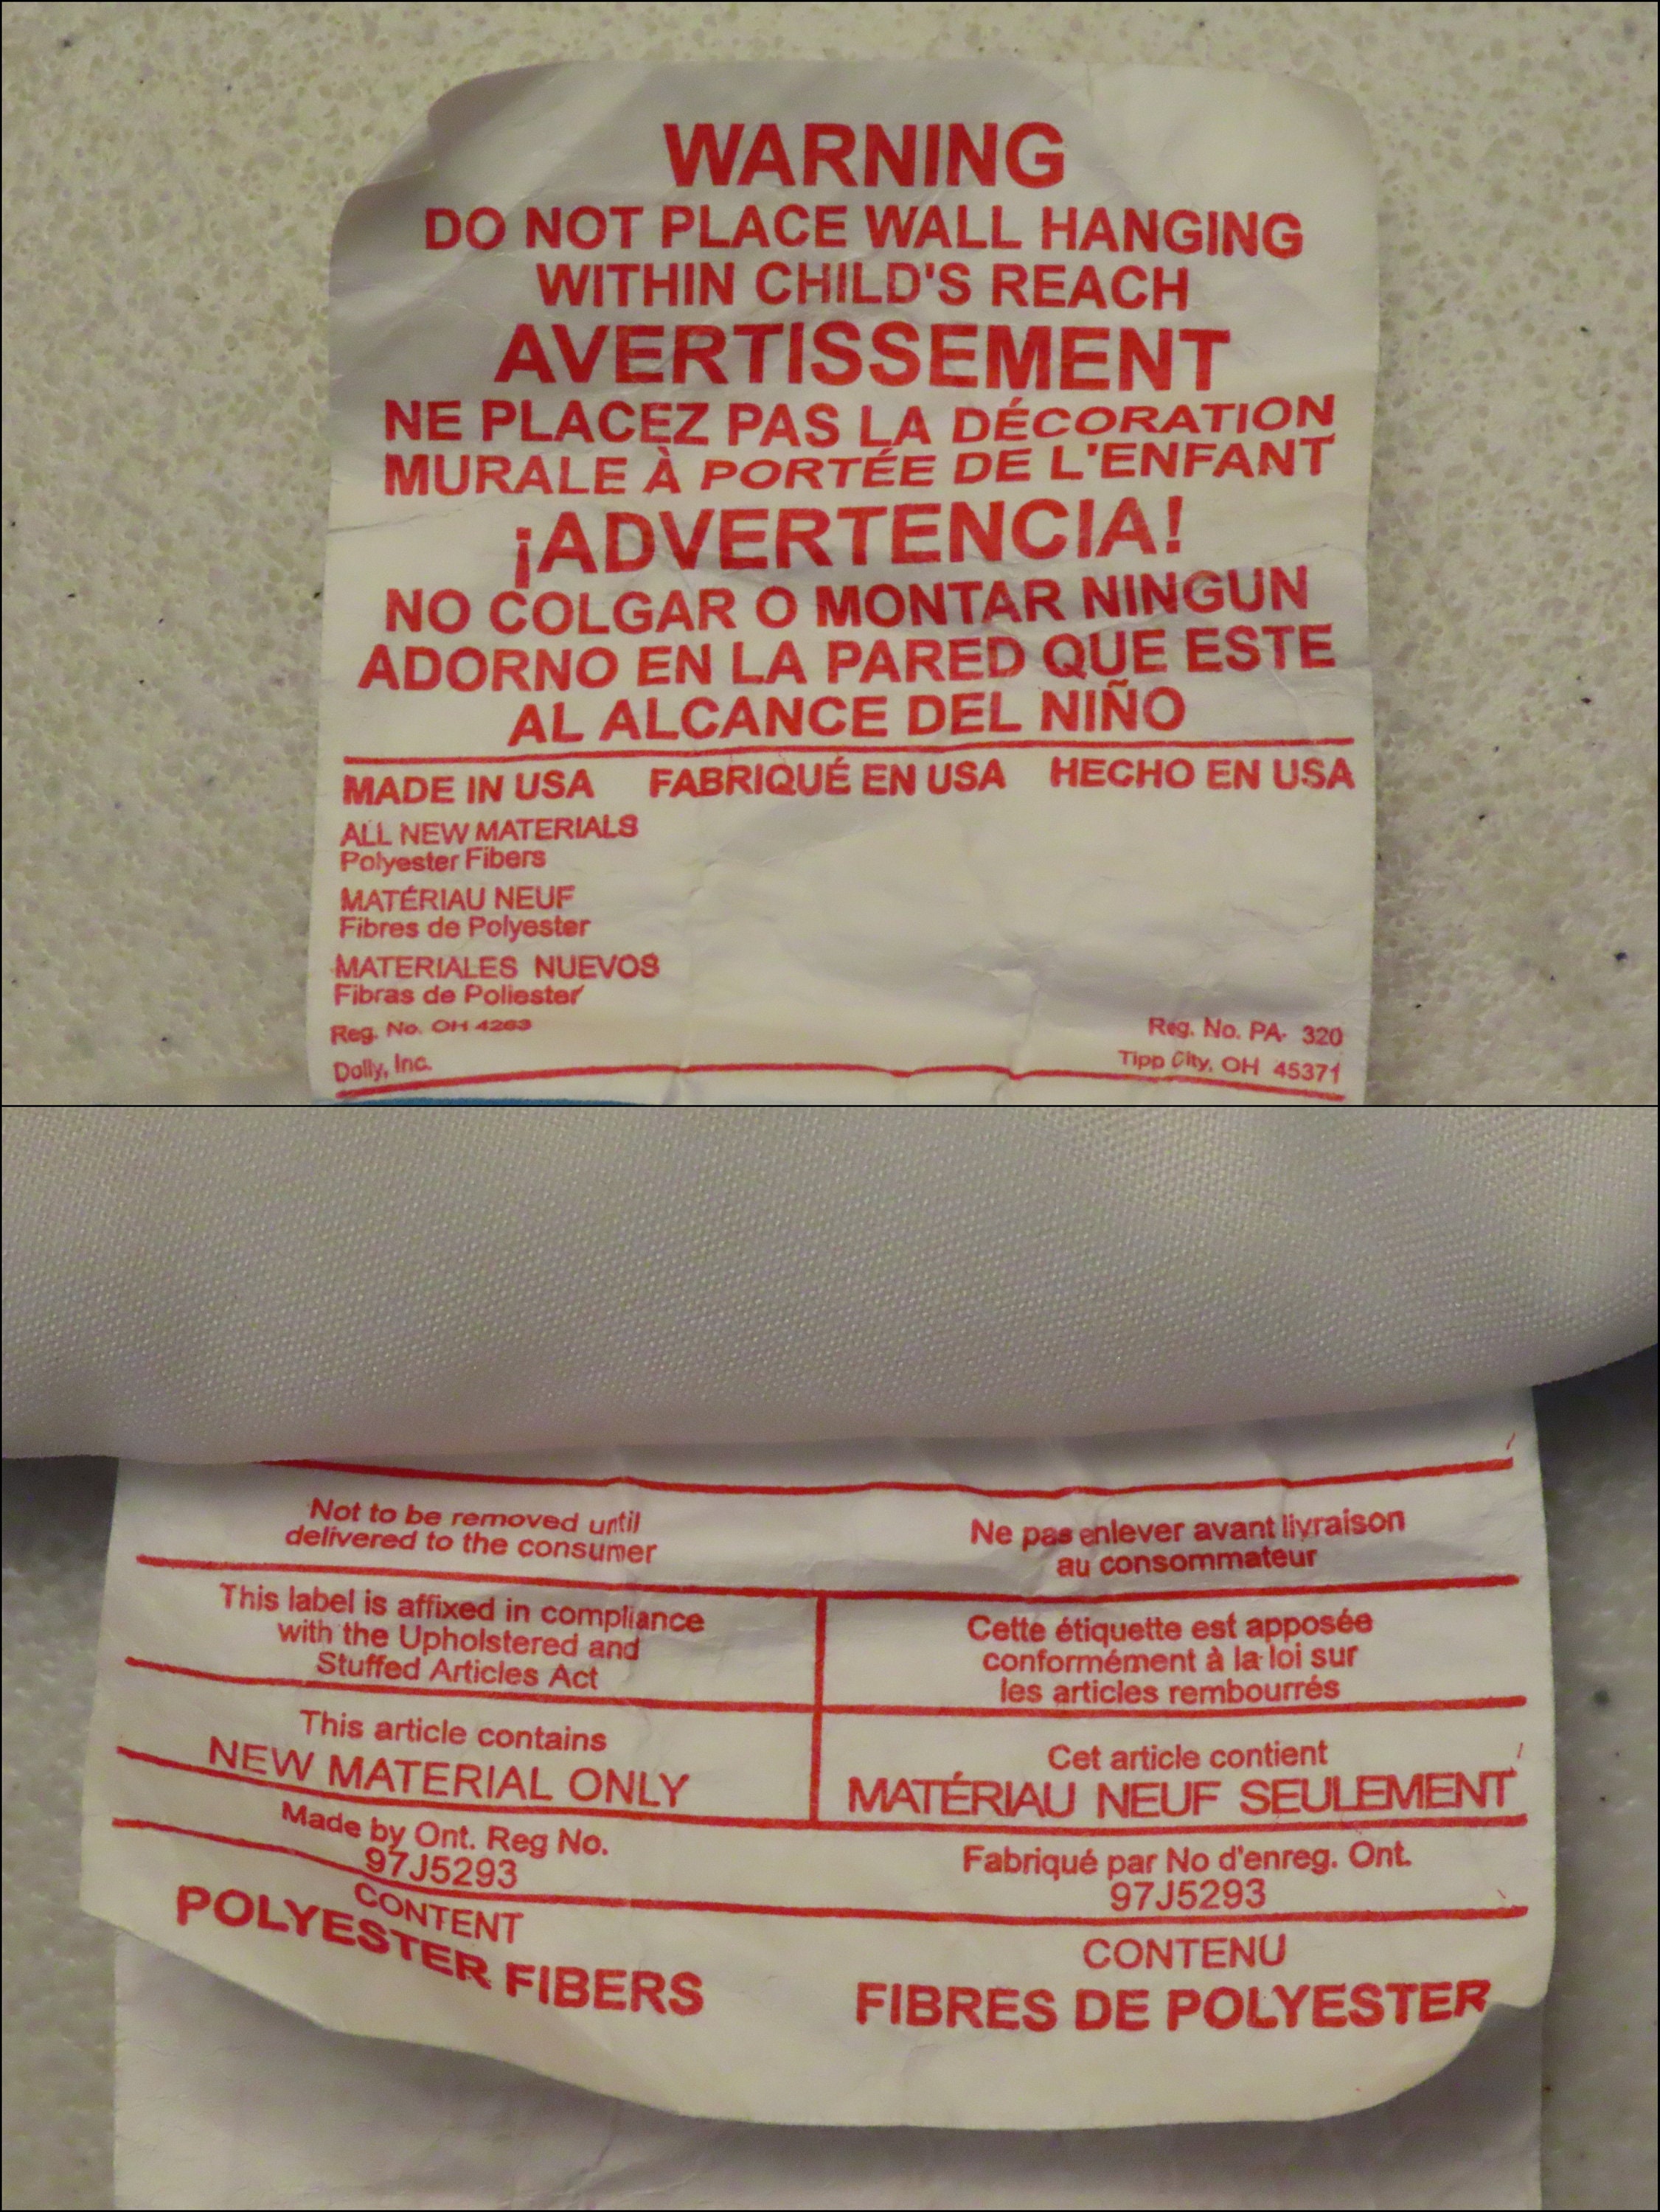 WARNING
DO NOT PLACE WALL HANGING
WITHIN CHILD'S REACH
AVERTISSEMENT
NE PLACEZ PAS LA DÉCORATION
MURALE À PORTÉE DE L'ENFANT
¡ADVERTENCIA!
NO COLGAR O MONTAR NINGUN
ADORNO EN LA PARED QUE ESTE
AL ALCANCE DEL NIÑO
MADE IN USA FABRIQUÉ EN USA HECHO EN USA
ALL NEW MATERIALS
Polyester Fibers
MATÉRIAU NEUF
Fibres de Polyester
MATERIALES NUEVOS
Fibras de Poliester
Reg. No. OH 4263 Reg. No. PA- 320
Dolly, Inc. Tipp City, OH 45371
Not to be removed until
delivered to the consumer
Ne pas enlever avant livraison
au consommateur
This label is affixed in compliance
with the Upholstered and
Stuffed Articles Act
Cette étiquette est apposée
conformément à la loi sur
les articles rembourrés
This article contains
NEW MATERIAL ONLY
Cet article contient
MATÉRIAU NEUF SEULEMENT
Made by Ont. Reg No.
97J5293
Fabriqué par No d'enreg. Ont.
97J5293
CONTENT
POLYESTER FIBERS
CONTENU
FIBRES DE POLYESTER